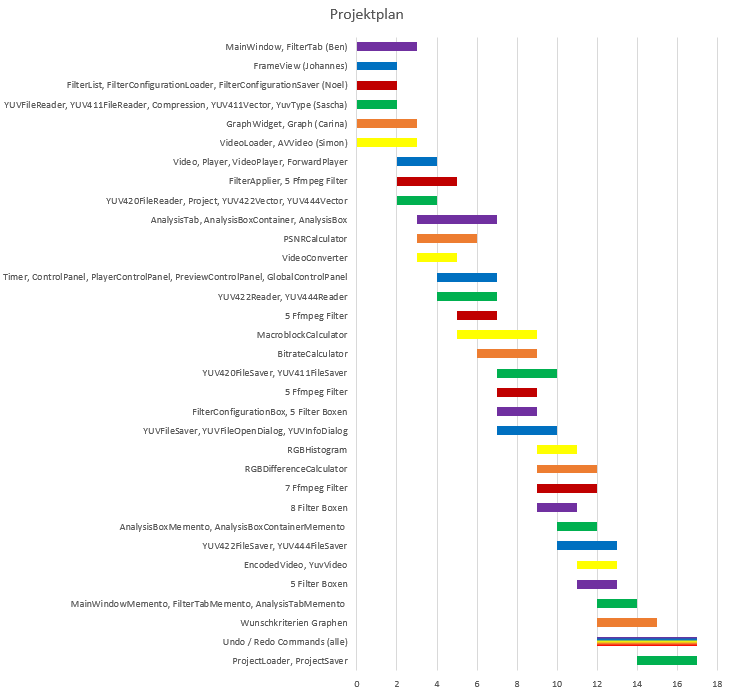 Projektplan
MainWindow, FilterTab (Ben)
FrameView (Johannes)
FilterList, FilterConfigurationLoader, FilterConfigurationSaver (Noel)
YUVFileReader, YUV411FileReader, Compression, YUV411Vector, YuvType (Sascha)
GraphWidget, Graph (Carina)
VideoLoader, AVVideo (Simon)
Video, Player, VideoPlayer, ForwardPlayer
FilterApplier, 5 Ffmpeg Filter
YUV420FileReader, Project, YUV422Vector, YUV444Vector
AnalysisTab, AnalysisBoxContainer, AnalysisBox
PSNRCalculator
VideoConverter
Timer, ControlPanel, PlayerControlPanel, PreviewControlPanel, GlobalControlPanel
YUV422Reader, YUV444Reader
5 Ffmpeg Filter
MacroblockCalculator
BitrateCalculator
YUV420FileSaver, YUV411FileSaver
5 Ffmpeg Filter
FilterConfigurationBox, 5 Filter Boxen
YUVFileSaver, YUVFileOpenDialog, YUVInfoDialog
RGBHistogram
RGBDifferenceCalculator
7 Ffmpeg Filter
8 Filter Boxen
AnalysisBoxMemento, AnalysisBoxContainerMemento
YUV422FileSaver, YUV444FileSaver
EncodedVideo, YuvVideo
5 Filter Boxen
MainWindowMemento, FilterTabMemento, AnalysisTabMemento
Wunschkriterien Graphen
Undo / Redo Commands (alle)
ProjectLoader, ProjectSaver
0 2 4 6 8 10 12 14 16 18